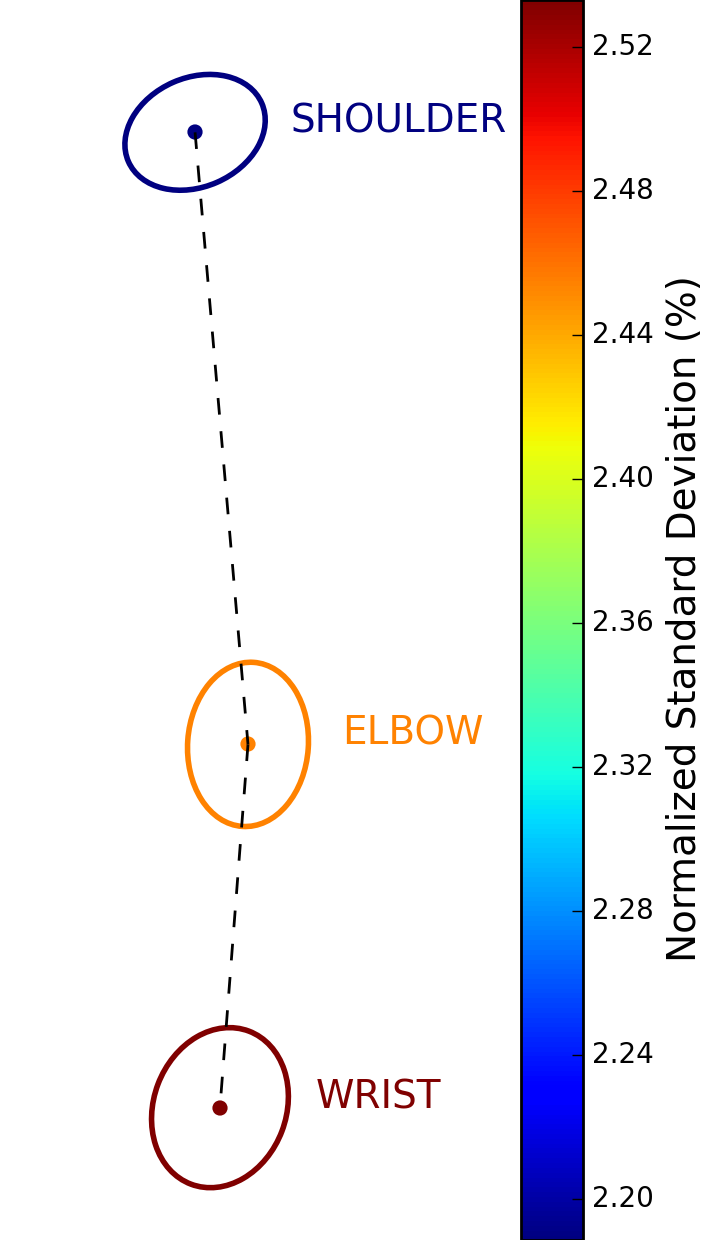 SHOULDER
ELBOW
WRIST
2.52
2.48
2.44
2.40
2.36
2.32
2.28
2.24
2.20
Normalized Standard Deviation (%)